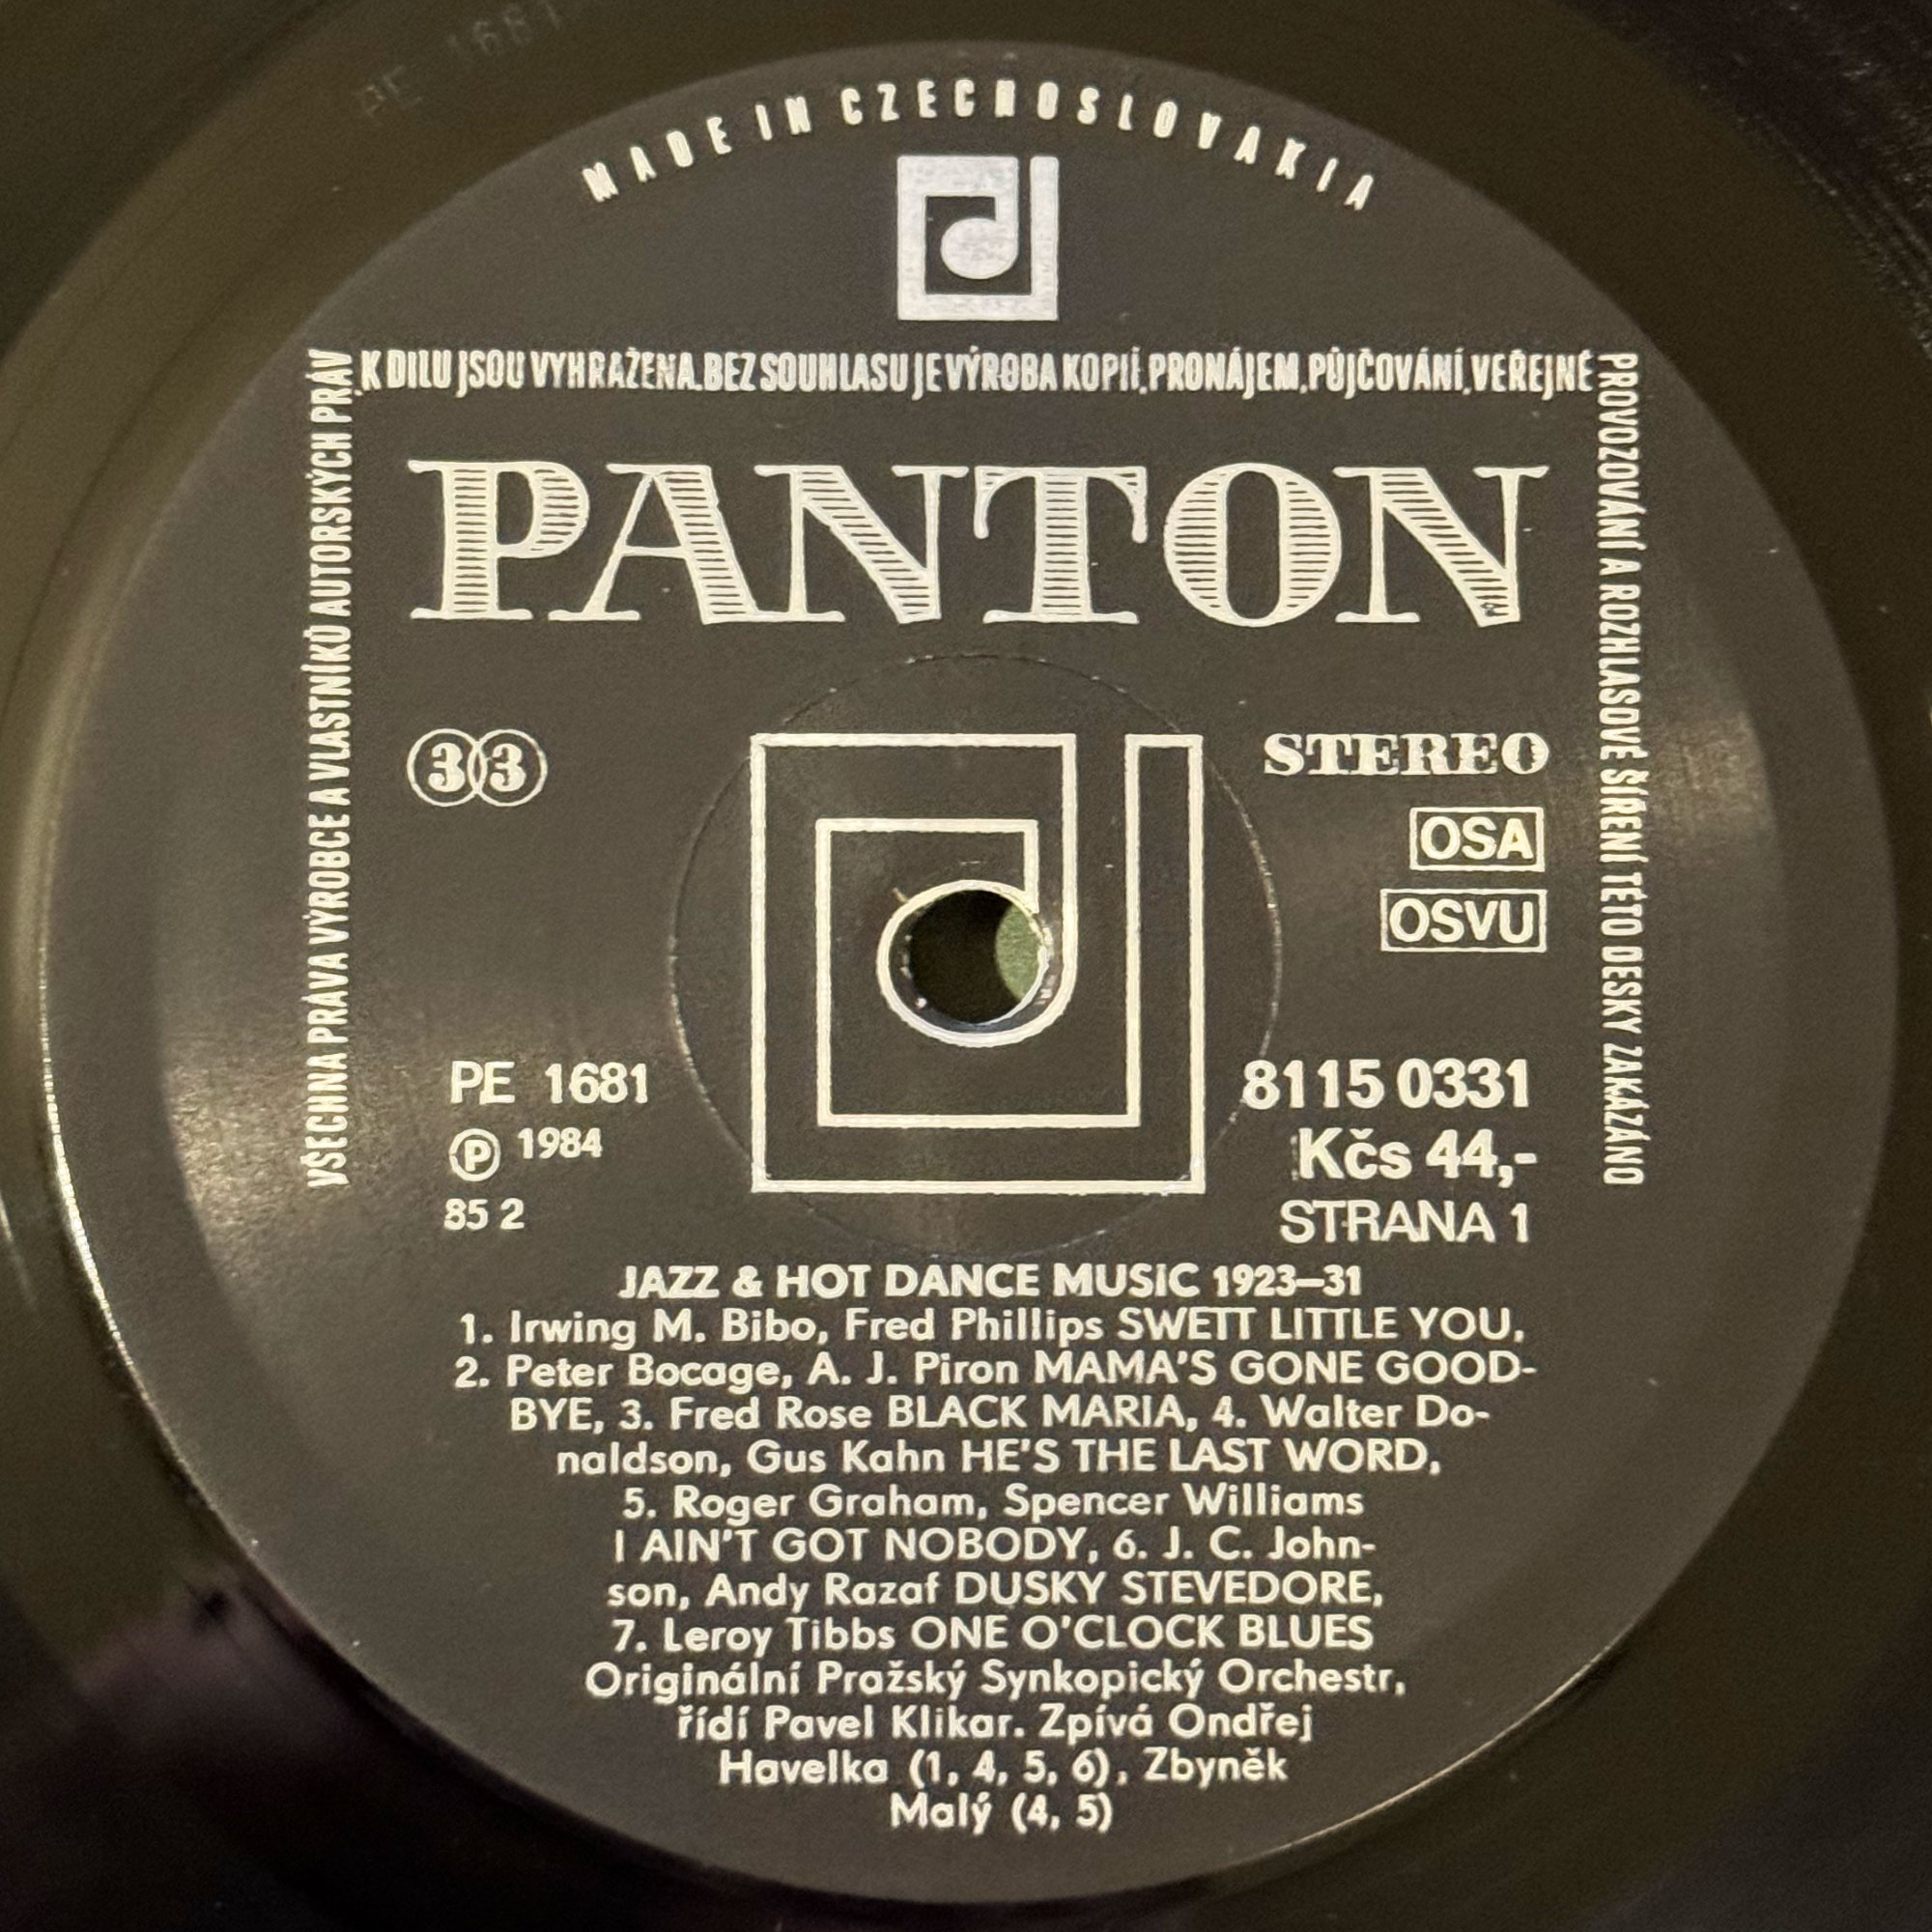 PE 1681
MADE IN CZECHOSLOVAKIA
VŠECHNA PRÁVA VÝROBCE A VLASTNÍKŮ AUTORSKÝCH PRÁV
K DÍLU JSOU VYHRAŽENA. BEZ SOUHLASU JE VÝROBA KOPIÍ, PRONÁJEM, PŮJČOVÁNÍ, VEŘEJNÉ
PROVOZOVÁNÍ A ROZHLASOVÉ ŠÍŘENÍ TÉTO DESKY ZAKÁZÁNO
PANTON
33
STEREO
OSA
OSVU
PE 1681
8115 0331
Ⓟ 1984
Kčs 44,-
85 2
STRANA 1
JAZZ & HOT DANCE MUSIC 1923–31
1. Irwing M. Bibo, Fred Phillips SWETT LITTLE YOU,
2. Peter Bocage, A. J. Piron MAMA'S GONE GOOD-
BYE, 3. Fred Rose BLACK MARIA, 4. Walter Do-
naldson, Gus Kahn HE'S THE LAST WORD,
5. Roger Graham, Spencer Williams
I AIN'T GOT NOBODY, 6. J. C. John-
son, Andy Razaf DUSKY STEVEDORE,
7. Leroy Tibbs ONE O'CLOCK BLUES
Originální Pražský Synkopický Orchestr,
řídí Pavel Klikar. Zpívá Ondřej
Havelka (1, 4, 5, 6), Zbyněk
Malý (4, 5)